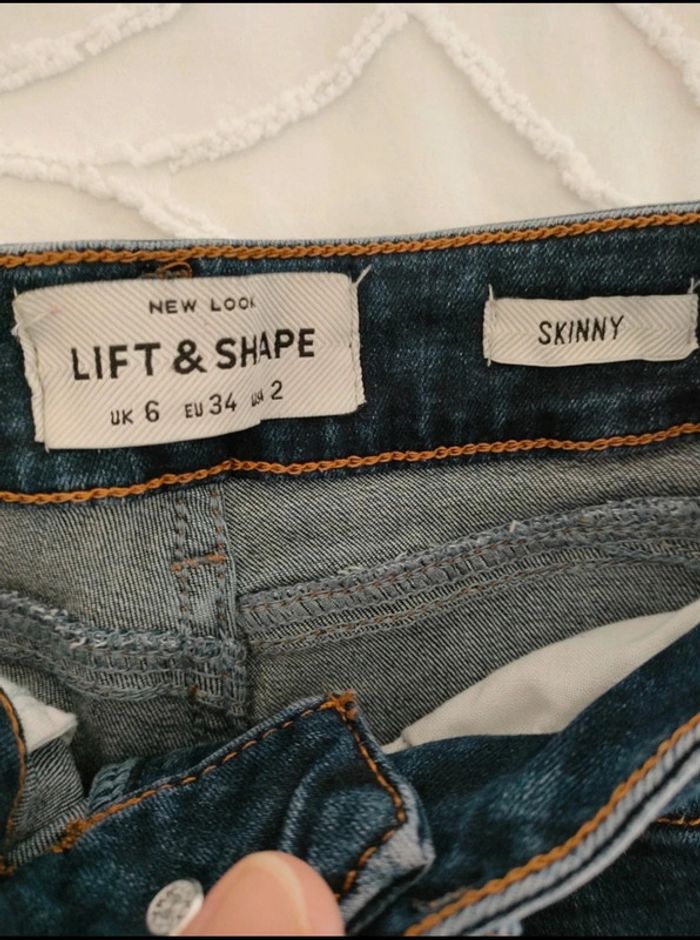 NEW LOOK
LIFT & SHAPE
UK 6 EU 34 USA 2
SKINNY